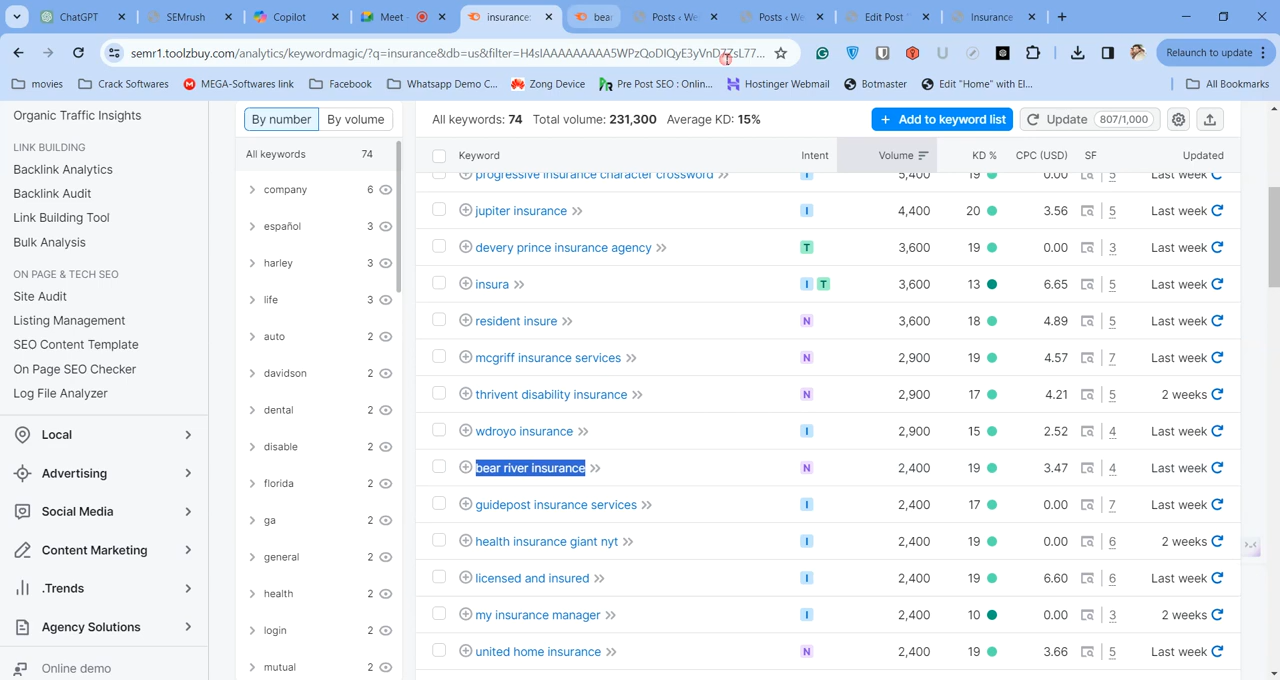 ChatGPT
SEMrush
Copilot
Meet -
insurance:
bear
Posts ‹ We
Posts ‹ We
Edit Post
Insurance
semr1.toolzbuy.com/analytics/keywordmagic/?q=insurance&db=us&filter=
Relaunch to update
movies
Crack Softwares
MEGA-Softwares link
Facebook
Whatsapp Demo C...
Zong Device
Pre Post SEO : Onlin...
Hostinger Webmail
Botmaster
Edit "Home" with El...
All Bookmarks
Organic Traffic Insights
LINK BUILDING
Backlink Analytics
Backlink Audit
Link Building Tool
Bulk Analysis
ON PAGE & TECH SEO
Site Audit
Listing Management
SEO Content Template
On Page SEO Checker
Log File Analyzer
Local
Advertising
Social Media
Content Marketing
.Trends
Agency Solutions
Online demo
By number
By volume
All keywords 74
company 6
español 3
harley 3
life 3
auto 2
davidson 2
dental 2
disable 2
florida 2
ga 2
general 2
health 2
login 2
mutual 2
All keywords: 74 Total volume: 231,300 Average KD: 15%
+ Add to keyword list
Update 807/1,000
Keyword Intent Volume KD % CPC (USD) SF Updated
progressive insurance character crossword I 5,400 19 0.00 5 Last week
jupiter insurance I 4,400 20 3.56 5 Last week
devery prince insurance agency T 3,600 19 0.00 3 Last week
insura I T 3,600 13 6.65 5 Last week
resident insure N 3,600 18 4.89 5 Last week
mcgriff insurance services N 2,900 19 4.57 7 Last week
thrivent disability insurance N 2,900 17 4.21 5 2 weeks
wdroyo insurance I 2,900 15 2.52 4 Last week
bear river insurance N 2,400 19 3.47 4 Last week
guidepost insurance services I 2,400 17 0.00 7 Last week
health insurance giant nyt I 2,400 19 0.00 6 2 weeks
licensed and insured I 2,400 19 6.60 6 Last week
my insurance manager I 2,400 10 0.00 3 2 weeks
united home insurance N 2,400 19 3.66 5 Last week